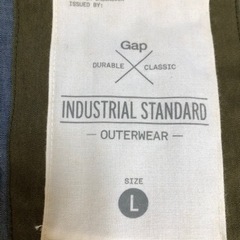 ISSUED BY:
Gap
DURABLE CLASSIC
INDUSTRIAL STANDARD
— OUTERWEAR —
SIZE
L